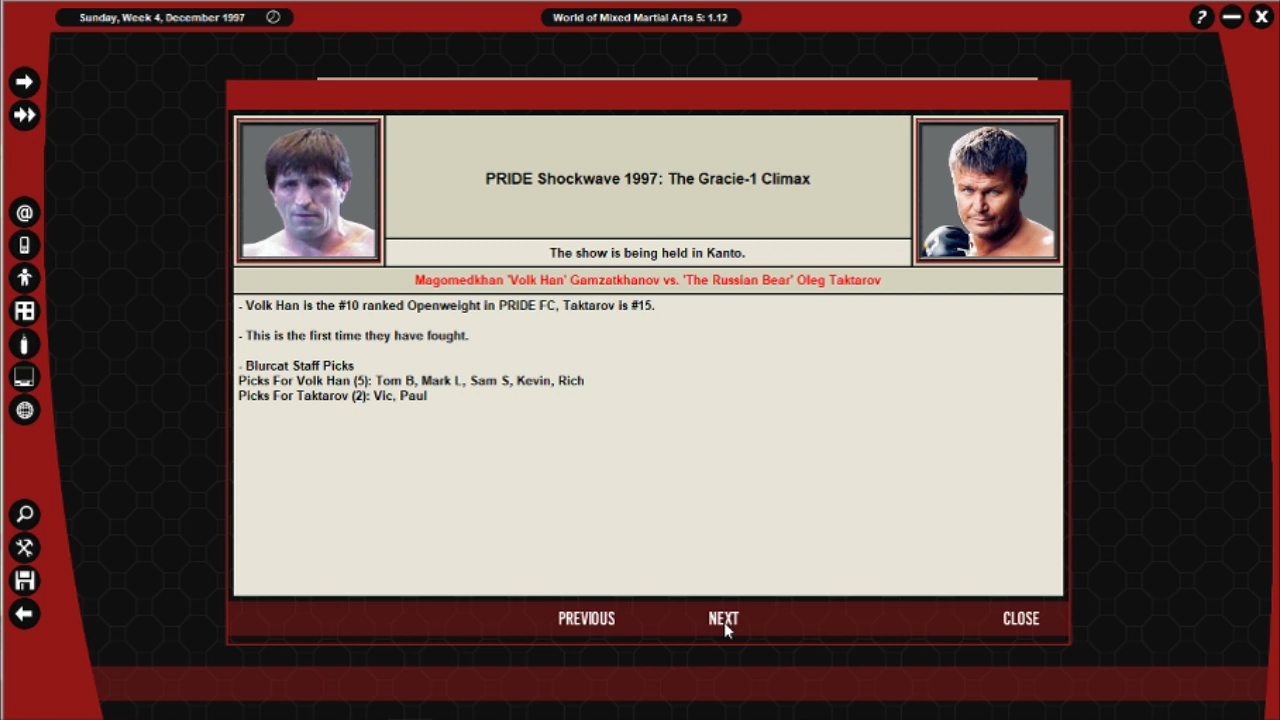 Sunday, Week 4, December 1997
World of Mixed Martial Arts 5: 1.12
?
X
@
PRIDE Shockwave 1997: The Gracie-1 Climax
The show is being held in Kanto.
Magomedkhan 'Volk Han' Gamzatkhanov vs. 'The Russian Bear' Oleg Taktarov
- Volk Han is the #10 ranked Openweight in PRIDE FC, Taktarov is #15.
- This is the first time they have fought.
- Blurcat Staff Picks
Picks For Volk Han (5): Tom B, Mark L, Sam S, Kevin, Rich
Picks For Taktarov (2): Vic, Paul
PREVIOUS
NEXT
CLOSE